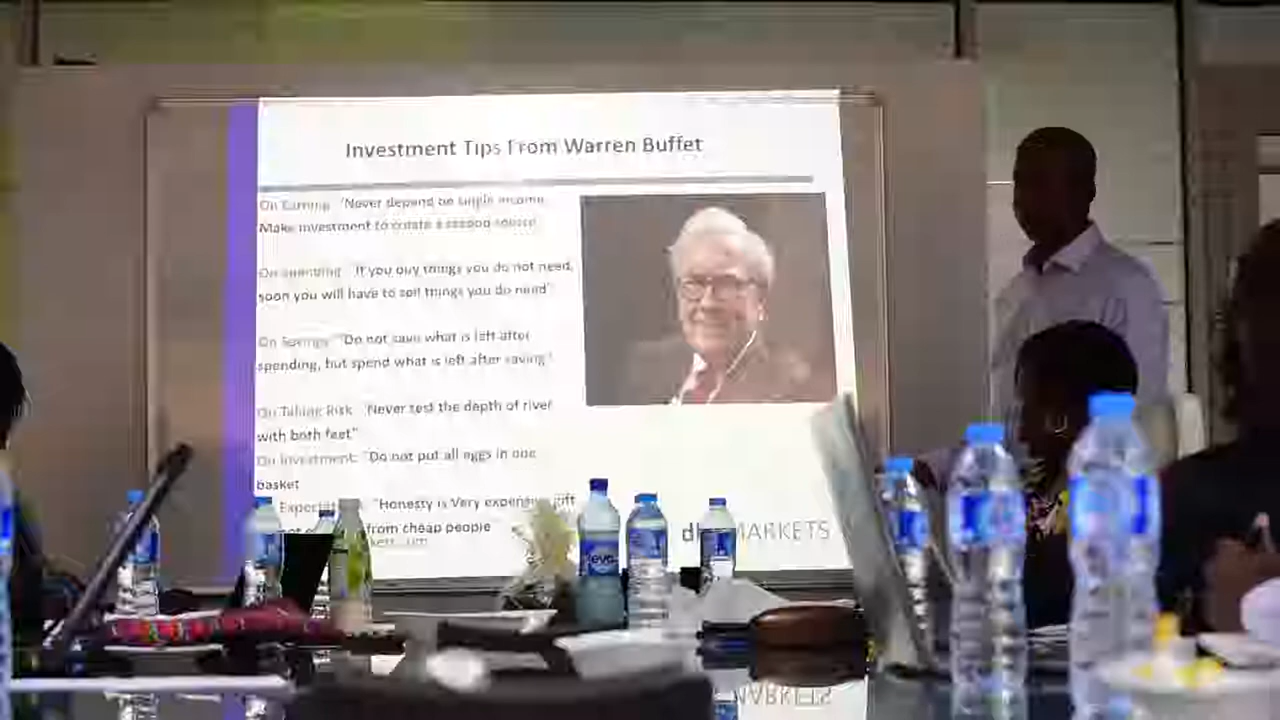 Investment Tips From Warren Buffet
On Earning: "Never depend be single income.
Make investment to create a second source
On Spending: "If you buy things you do not need,
soon you will have to sell things you do need"
On Savings: "Do not save what is left after
spending, but spend what is left after saving"
On Taking Risk: "Never test the depth of river
with both feet"
On Investment: "Do not put all eggs in one
basket
"Honesty is Very expensive gift
from cheap people
MARKETS